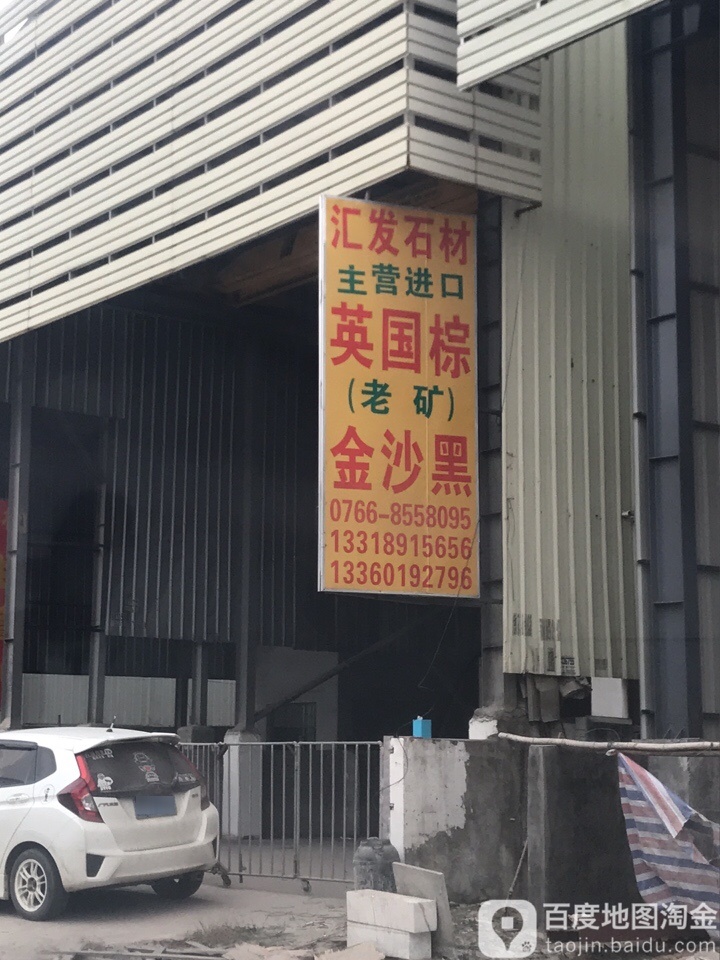 汇发石材
主营进口
英国棕
(老矿)
金沙黑
0766-8558095
13318915656
13360192796
百度地图淘金
taojin.baidu.com